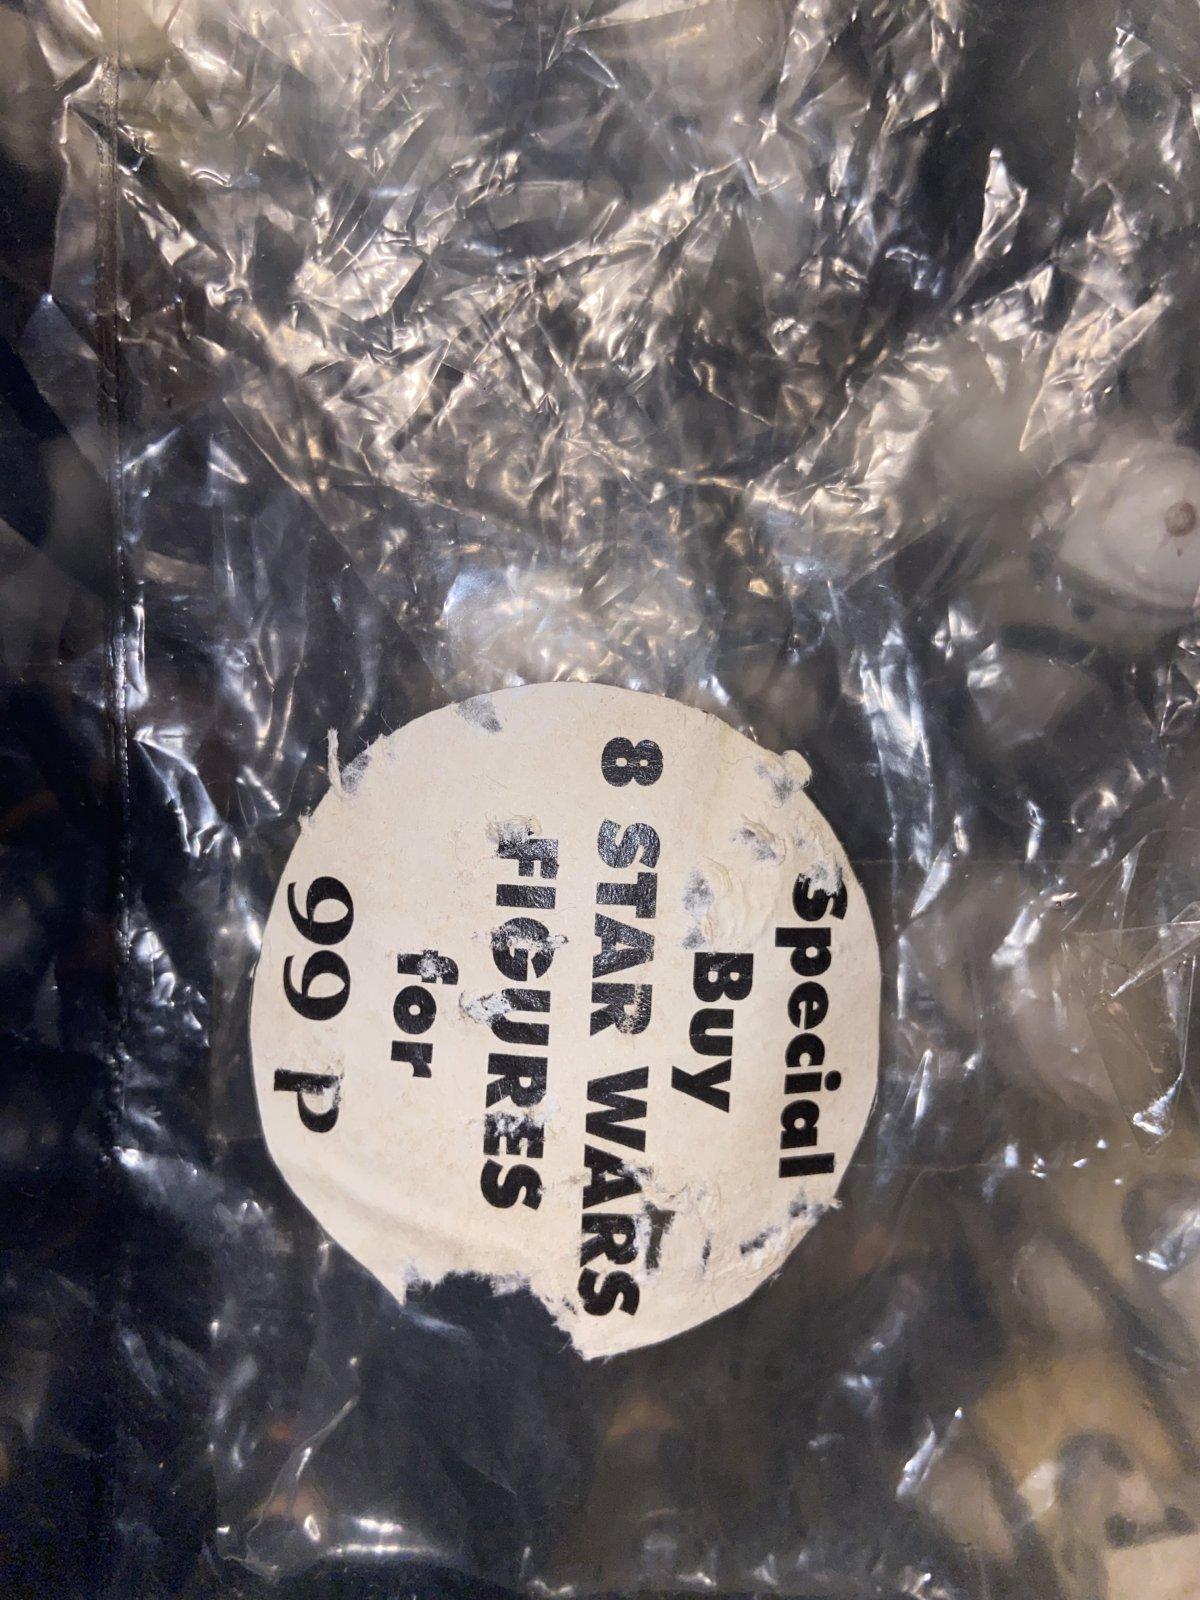 Special
Buy
8 STAR WARS
FIGURES
for
99 P